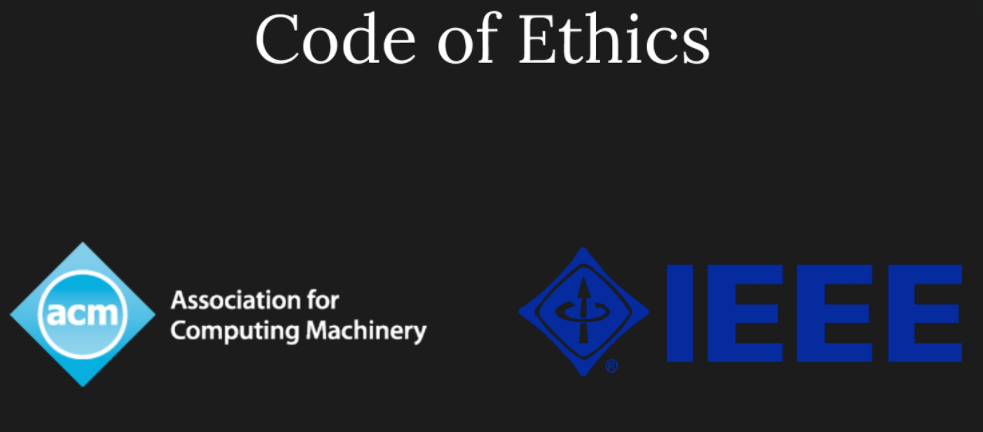 Code of Ethics
acm
Association for
Computing Machinery
IEEE
®